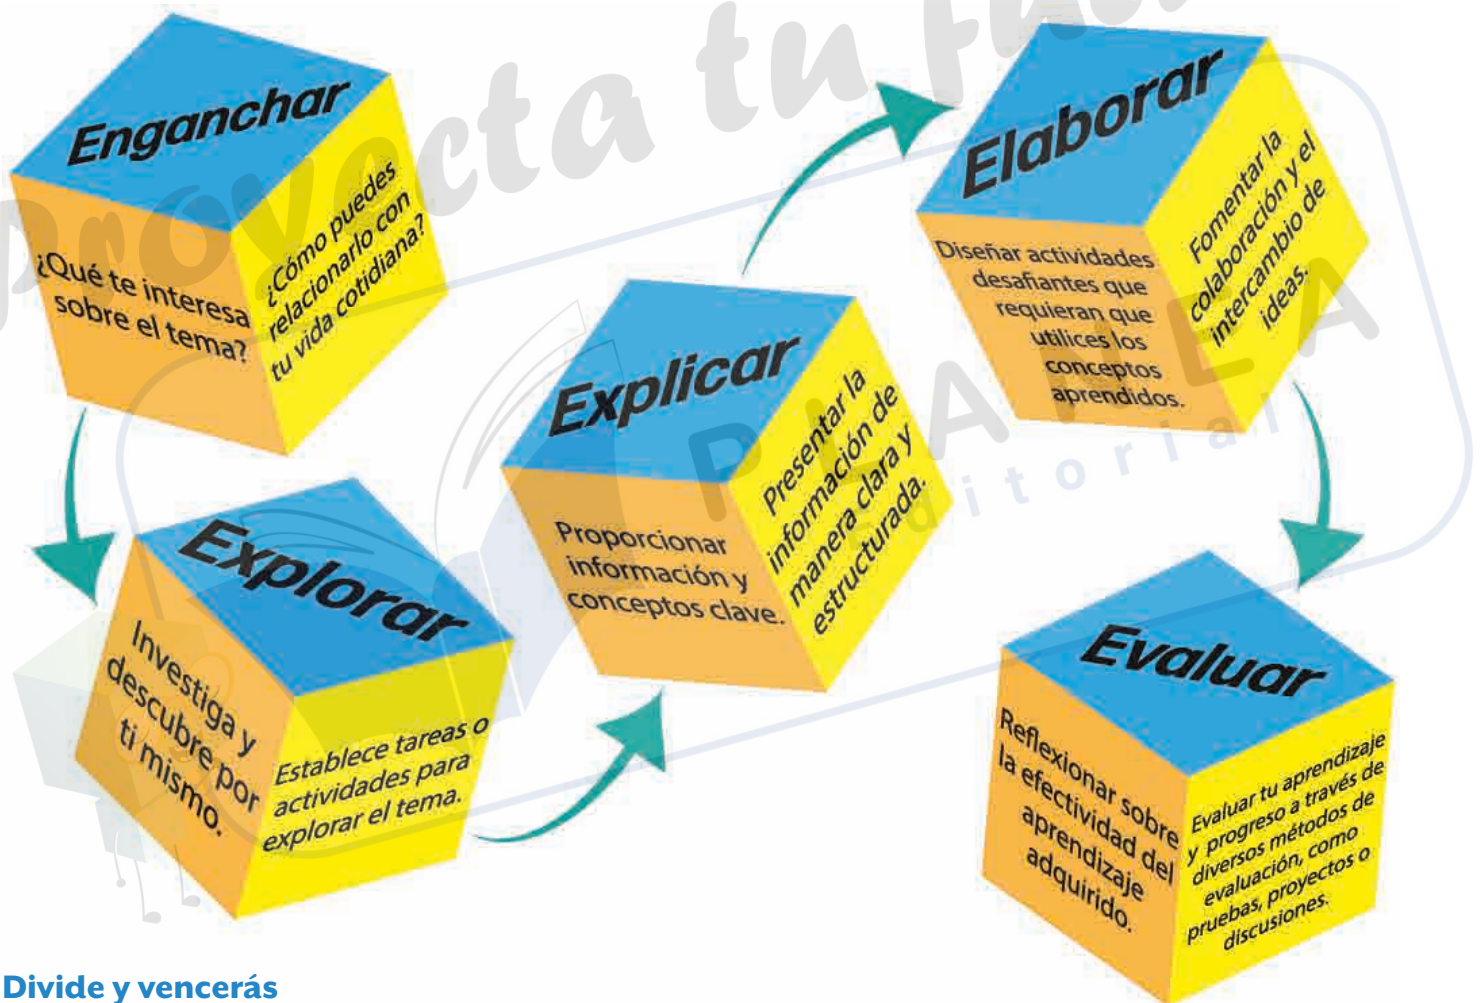 Enganchar
¿Qué te interesa
sobre el tema?
¿Cómo puedes
relacionarlo con
tu vida cotidiana?
Explorar
Investiga y
descubre por
ti mismo.
Establece tareas o
actividades para
explorar el tema.
Explicar
Proporcionar
información y
conceptos clave.
Presentar la
información de
manera clara y
estructurada.
Elaborar
Diseñar actividades
desafiantes que
requieran que
utilices los
conceptos
aprendidos.
Fomentar la
colaboración y el
intercambio de
ideas.
Evaluar
Reflexionar sobre
la efectividad del
aprendizaje
adquirido.
Evaluar tu aprendizaje
y progreso a través de
diversos métodos de
evaluación, como
pruebas, proyectos o
discusiones.
Divide y vencerás
proyecta tu
PLANEA
Editorial